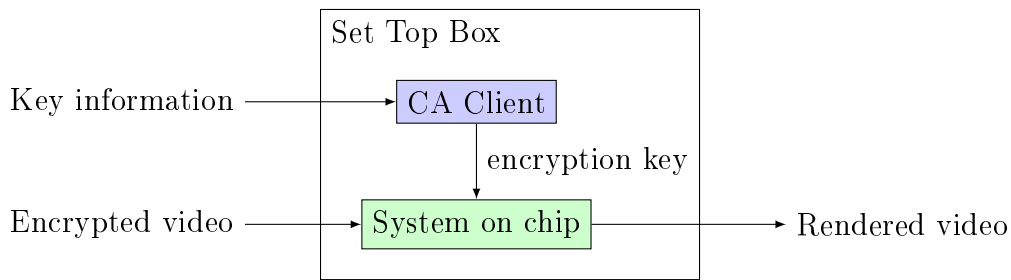 Set Top Box
Key information
CA Client
encryption key
Encrypted video
System on chip
Rendered video